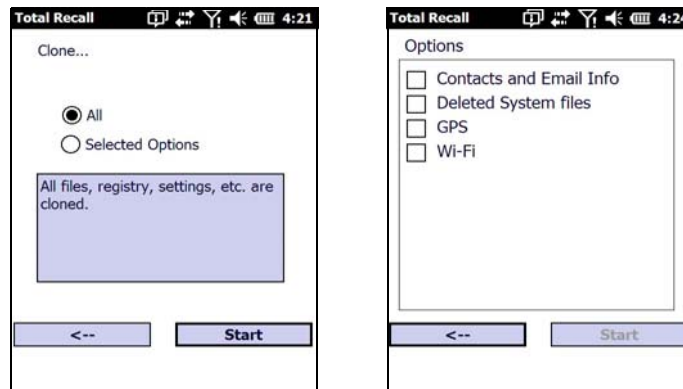 Total Recall 4:21
Clone...
All
Selected Options
All files, registry, settings, etc. are
cloned.
<-- Start
Total Recall 4:24
Options
Contacts and Email Info
Deleted System files
GPS
Wi-Fi
<-- Start